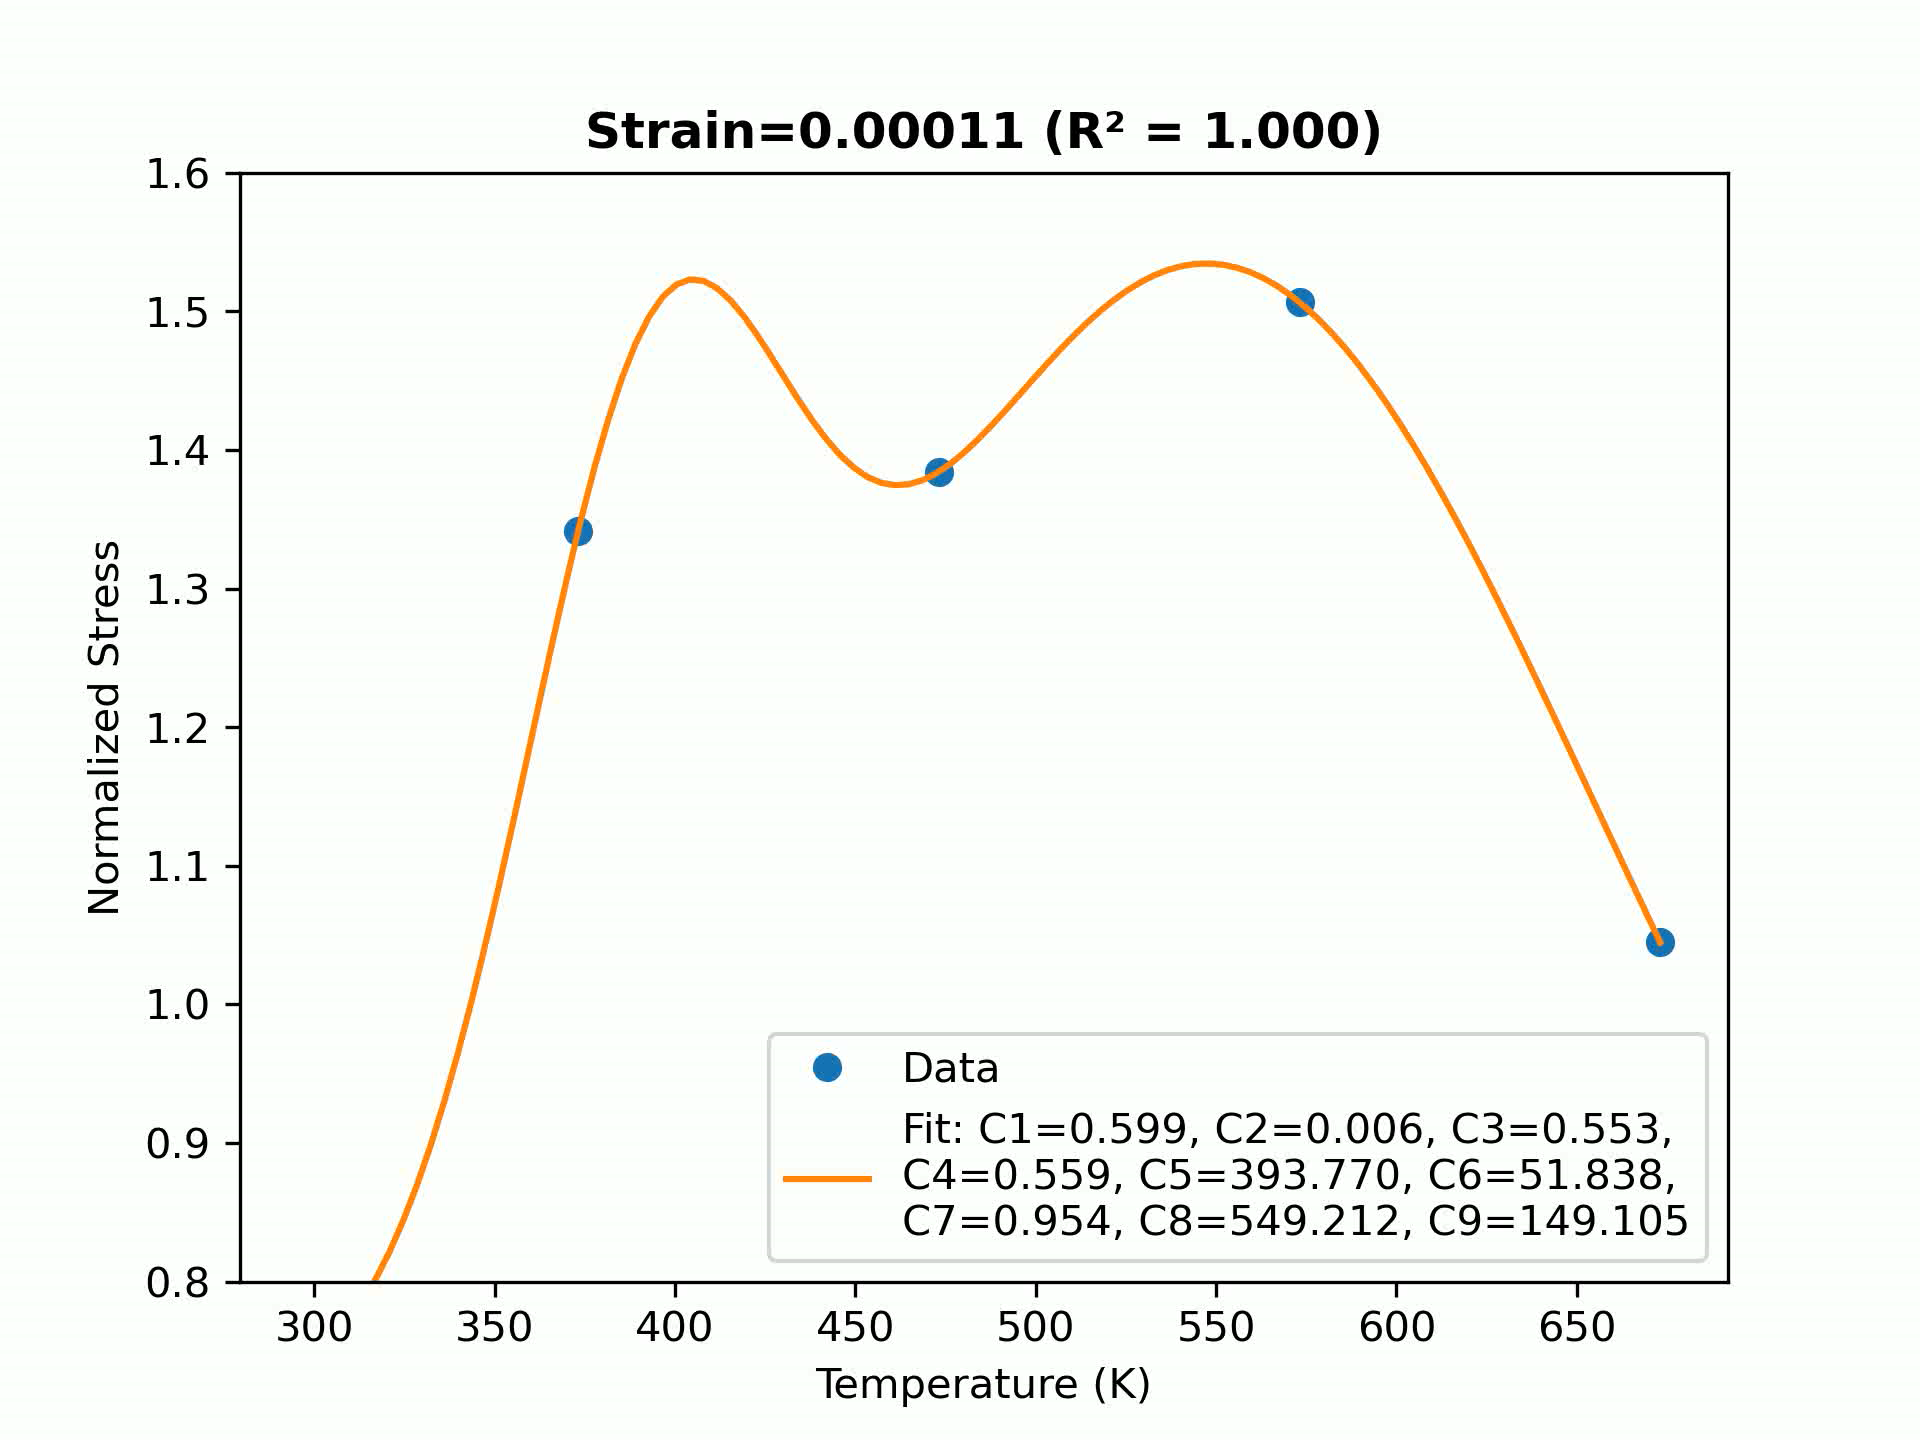 Strain=0.00011 (R² = 1.000)
1.6
1.5
1.4
1.3
1.2
1.1
1.0
0.9
0.8
Normalized Stress
Data
Fit: C1=0.599, C2=0.006, C3=0.553,
C4=0.559, C5=393.770, C6=51.838,
C7=0.954, C8=549.212, C9=149.105
300 350 400 450 500 550 600 650
Temperature (K)